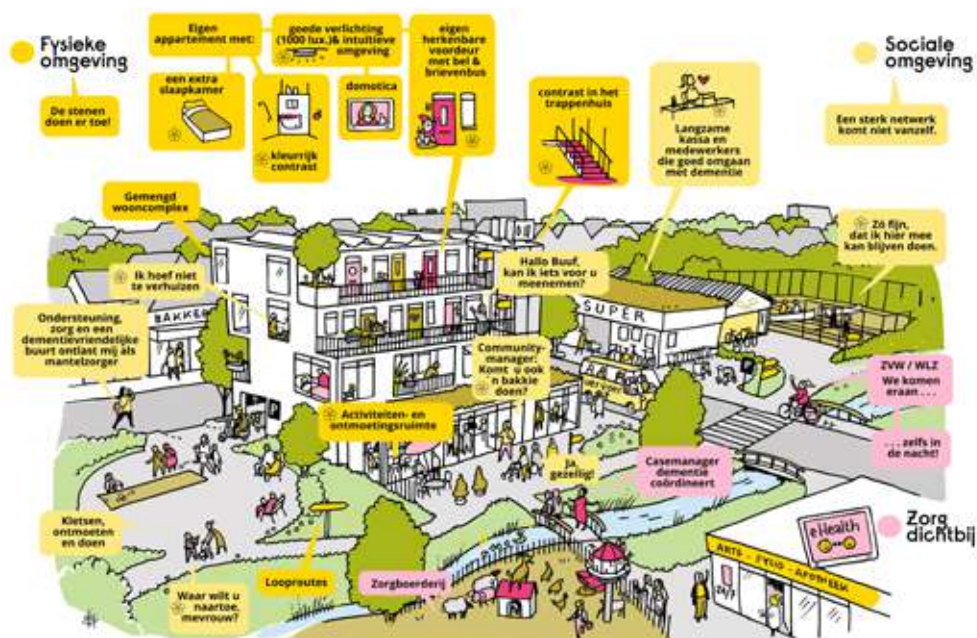 Fysieke
omgeving
De stenen
doen er toe!
Eigen
appartement met:
een extra
slaapkamer
kleurrijk
contrast
goede verlichting
(1000 lux.)& intuïtieve
omgeving
domotica
eigen
herkenbare
voordeur
met bel &
brievenbus
contrast in het
trappenhuis
Langzame
kassa en
medewerkers
die goed omgaan
met dementie
Sociale
omgeving
Een sterk netwerk
komt niet vanzelf.
Gemengd
wooncomplex
Ik hoef niet
te verhuizen
Ondersteuning,
zorg en een
dementievriendelijke
buurt ontlast mij als
mantelzorger
BAKKER
Hallo Buuf,
kan ik iets voor u
meenemen?
SUPER
Zó fijn,
dat ik hier mee
kan blijven doen.
Community-
manager:
Komt u ook
'n bakkie
doen?
Activiteiten- en
ontmoetingsruimte
P
ZVW / WLZ
We komen
eraan . . .
. . . zelfs in
de nacht!
Ja,
gezellig!
Casemanager
dementie
coördineert
Kletsen,
ontmoeten
en doen
Waar wilt u
naartoe,
mevrouw?
Looproutes
Zorgboerderij
Zorg
dichtbij
eHealth
ARTS - FYSIO - APOTHEEK
24/7